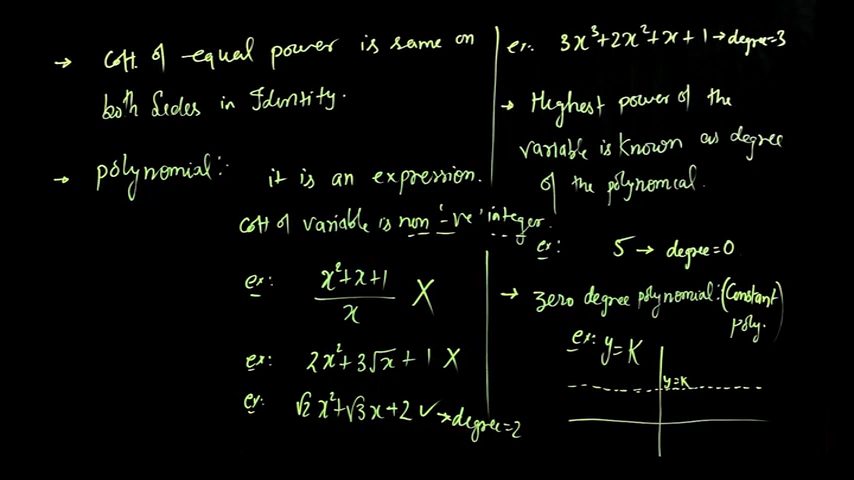 → Coff. of equal power is same on
both sides in Identity.
→ polynomial:- it is an expression.
Coff of variable is non '-ve' integer.
ex: x²+x+1/x X
ex: 2x²+3√x+1 X
ex: √2x²+√3x+2 ✓→degree=2
ex: 3x³+2x²+x+1→degree=3
→ Highest power of the
variable is known as degree
of the polynomial.
ex: 5 → degree=0
→ zero degree polynomial:(Constant
poly.)
ex: y=K
y=K